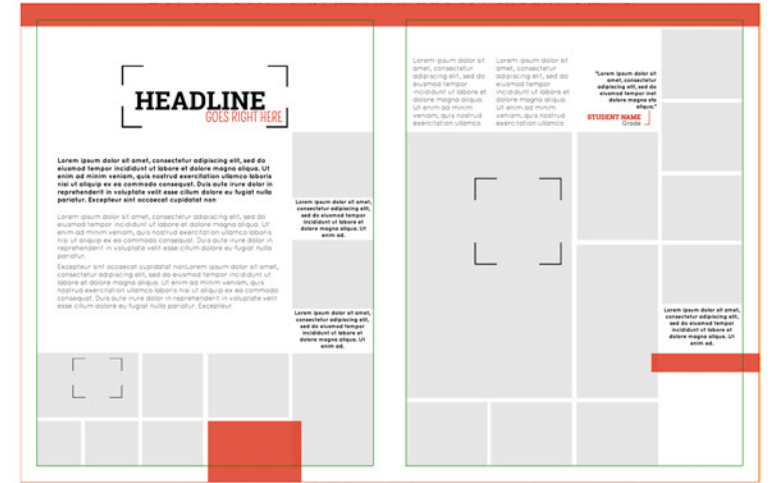 HEADLINE
GOES RIGHT HERE
Lorem ipsum dolor sit amet, consectetur adipiscing elit, sed do
eiusmod tempor incididunt ut labore et dolore magna aliqua. Ut
enim ad minim veniam, quis nostrud exercitation ullamco laboris
nisi ut aliquip ex ea commodo consequat. Duis aute irure dolor in
reprehenderit in voluptate velit esse cillum dolore eu fugiat nulla
pariatur. Excepteur sint occaecat cupidatat non
Lorem ipsum dolor sit amet, consectetur adipiscing elit, sed do
eiusmod tempor incididunt ut labore et dolore magna aliqua. Ut
enim ad minim veniam, quis nostrud exercitation ullamco laboris
nisi ut aliquip ex ea commodo consequat. Duis aute irure dolor in
reprehenderit in voluptate velit esse cillum dolore eu fugiat nulla
pariatur.
Excepteur sint occaecat cupidatat nonLorem ipsum dolor sit amet,
consectetur adipiscing elit, sed do eiusmod tempor incididunt ut
labore et dolore magna aliqua. Ut enim ad minim veniam, quis
nostrud exercitation ullamco laboris nisi ut aliquip ex ea commodo
consequat. Duis aute irure dolor in reprehenderit in voluptate velit
esse cillum dolore eu fugiat nulla pariatur. Excepteur
Lorem ipsum dolor sit amet,
consectetur adipiscing elit,
sed do eiusmod tempor
incididunt ut labore et
dolore magna aliqua. Ut
enim ad.
Lorem ipsum dolor sit amet,
consectetur adipiscing elit,
sed do eiusmod tempor
incididunt ut labore et
dolore magna aliqua. Ut
enim ad.
Lorem ipsum dolor sit
amet, consectetur
adipiscing elit, sed do
eiusmod tempor
incididunt ut labore et
dolore magna aliqua.
Ut enim ad minim
veniam, quis nostrud
exercitation ullamco
Lorem ipsum dolor sit
amet, consectetur
adipiscing elit, sed do
eiusmod tempor
incididunt ut labore et
dolore magna aliqua.
Ut enim ad minim
veniam, quis nostrud
exercitation ullamco
"Lorem ipsum dolor sit
amet, consectetur
adipiscing elit, sed do
eiusmod tempor inet
dolore magna ele
aliqua."
STUDENT NAME
Grade
Lorem ipsum dolor sit amet,
consectetur adipiscing elit,
sed do eiusmod tempor
incididunt ut labore et
dolore magna aliqua. Ut
enim ad.